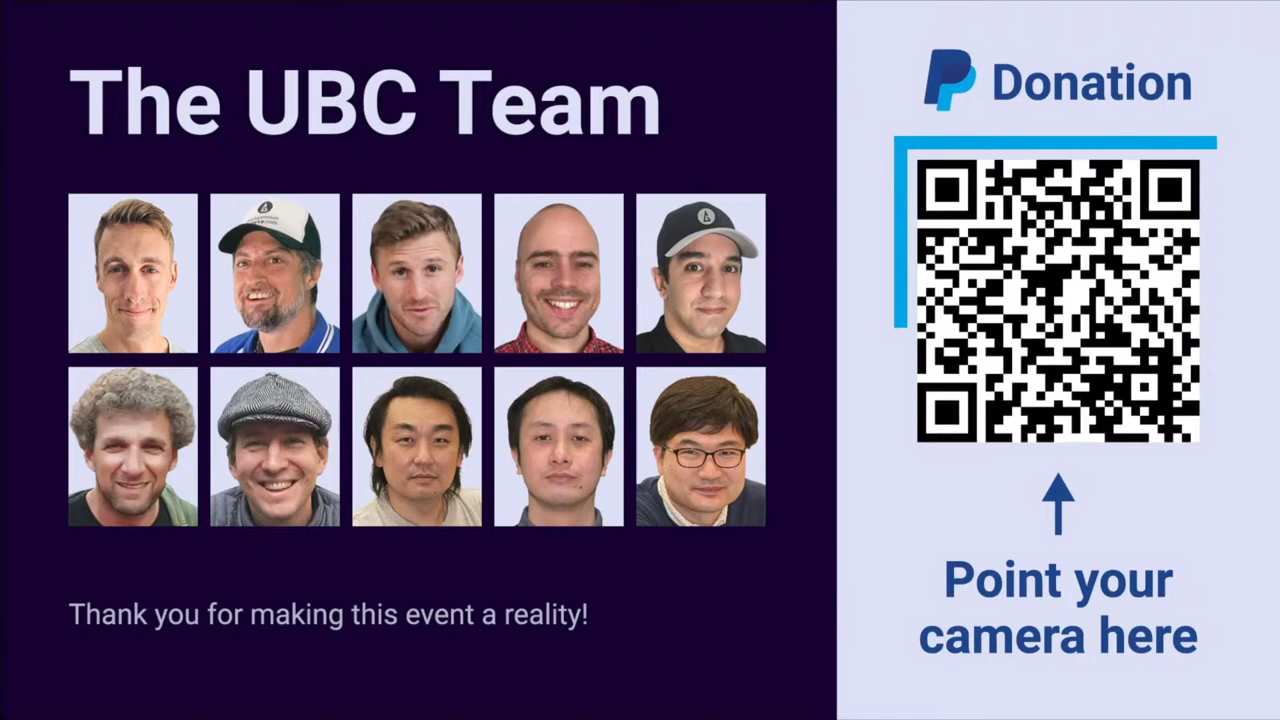 The UBC Team
Thank you for making this event a reality!
Donation
Point your
camera here